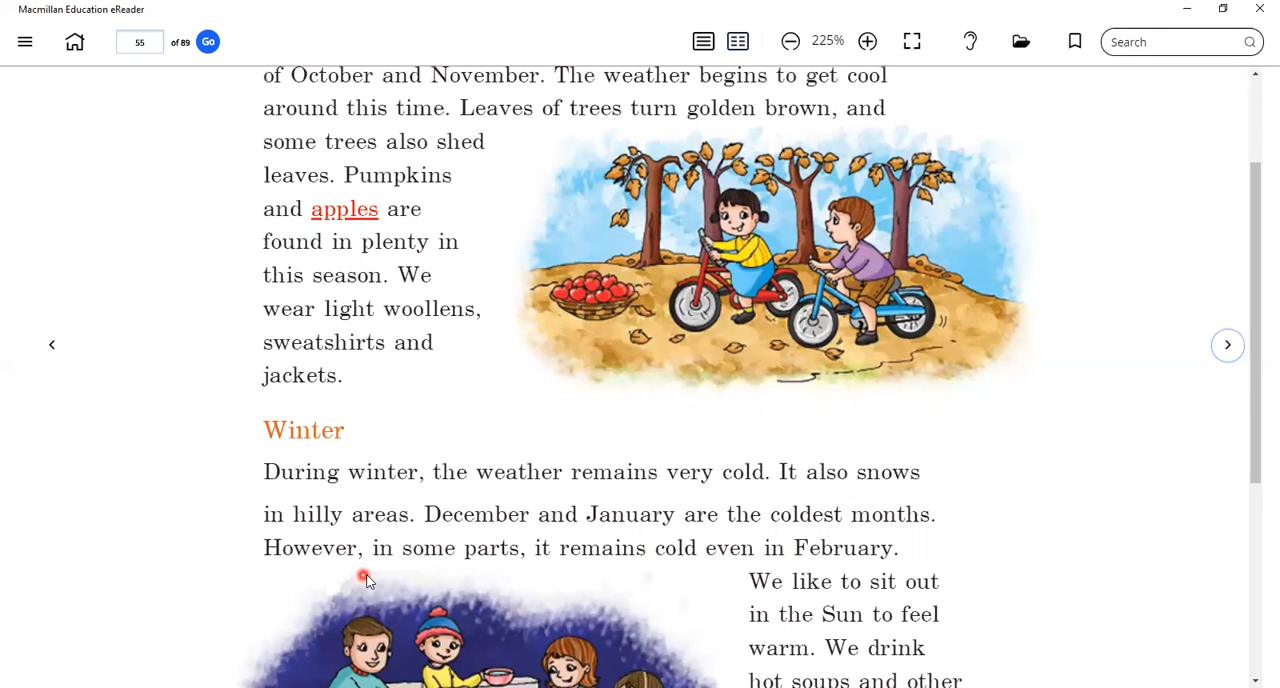 Macmillan Education eReader
55 of 89 Go 225% Search
of October and November. The weather begins to get cool
around this time. Leaves of trees turn golden brown, and
some trees also shed
leaves. Pumpkins
and apples are
found in plenty in
this season. We
wear light woollens,
sweatshirts and
jackets.
Winter
During winter, the weather remains very cold. It also snows
in hilly areas. December and January are the coldest months.
However, in some parts, it remains cold even in February.
We like to sit out
in the Sun to feel
warm. We drink
hot soups and other